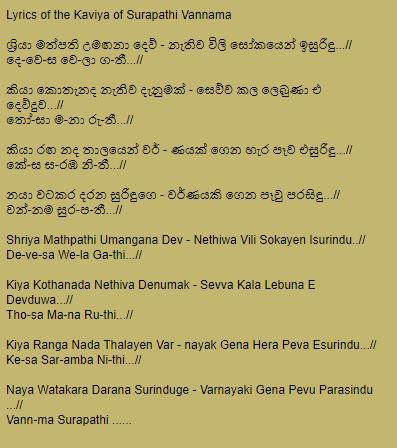 Lyrics of the Kaviya of Surapathi Vannama
ශ්‍රියා මත්පති උමඟනා දෙව් - නැතිව විලි සෝකයෙන් ඉසුරිඳු...//
දෙ-වෙ-ස වෙ-ලා ග-තී...//
කියා කොතැනද නැතිව දැනුමක් - සෙව්ව කල ලෙබුණා එ
දෙව්දුව...//
තෝ-සා ම-නා රු-තී...//
කියා රඟ නද තාලයෙන් වර් - ණයක් ගෙන හැර පෑව එසුරිඳු...//
කේ-ස ස-රඹ නි-තී...//
නයා වටකර දරන සුරිඳුගෙ - වර්ණයකි ගෙන පෑවු පරසිඳු...//
වන්-නම සුර-ප-තී...//
Shriya Mathpathi Umangana Dev - Nethiwa Vili Sokayen Isurindu..//
De-ve-sa We-la Ga-thi...//
Kiya Kothanada Nethiva Denumak - Sevva Kala Lebuna E
Devduwa...//
Tho-sa Ma-na Ru-thi...//
Kiya Ranga Nada Thalayen Var - nayak Gena Hera Peva Esurindu...//
Ke-sa Sar-amba Ni-thi...//
Naya Watakara Darana Surinduge - Varnayaki Gena Pevu Parasindu
...//
Vann-ma Surapathi ......